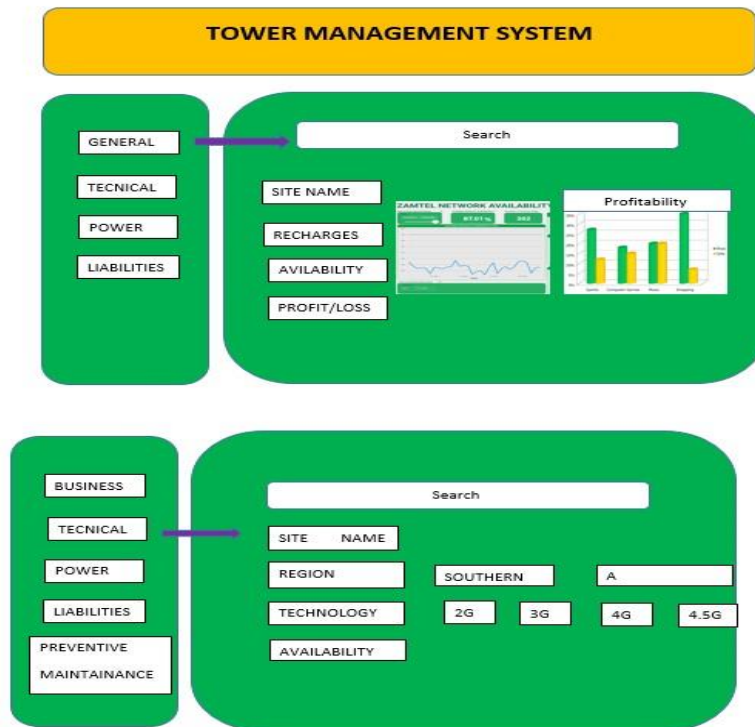 TOWER MANAGEMENT SYSTEM
GENERAL
TECNICAL
POWER
LIABILITIES
Search
SITE NAME
RECHARGES
AVILABILITY
PROFIT/LOSS
ZAMTEL NETWORK AVAILABILITY
Profitability
BUSINESS
TECNICAL
POWER
LIABILITIES
PREVENTIVE
MAINTAINANCE
Search
SITE NAME
REGION SOUTHERN A
TECHNOLOGY 2G 3G 4G 4.5G
AVAILABILITY